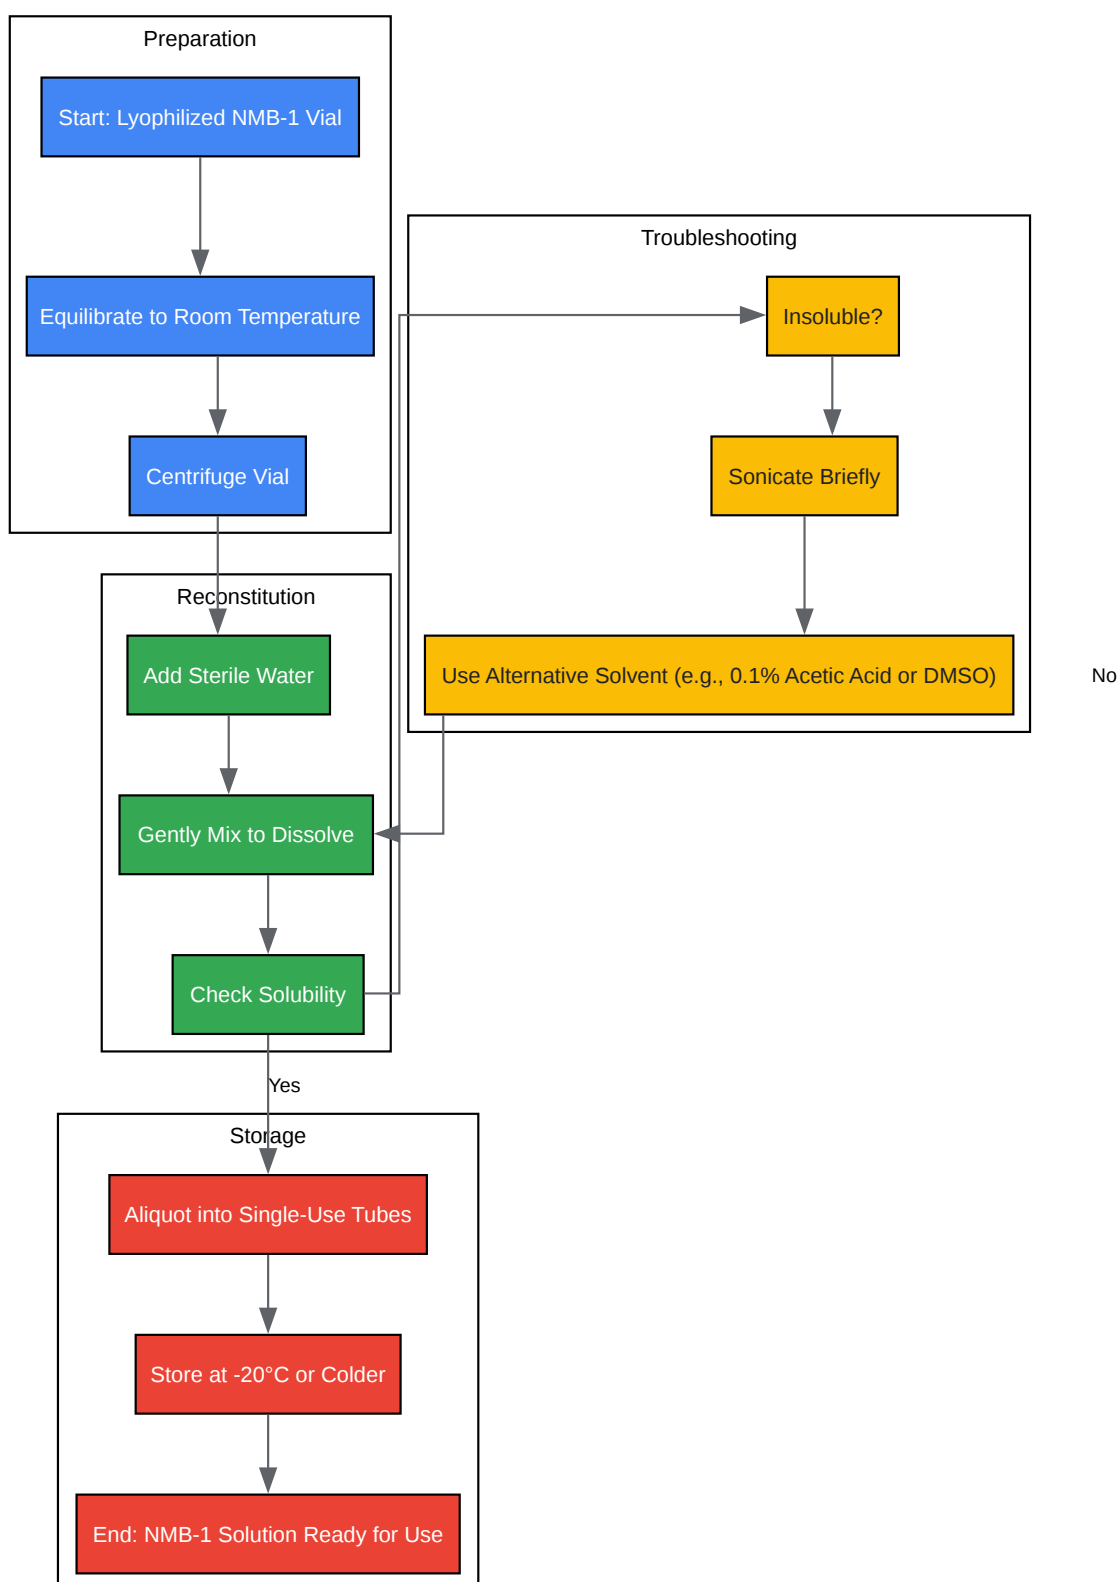 Preparation
Start: Lyophilized NMB-1 Vial
Equilibrate to Room Temperature
Centrifuge Vial
Troubleshooting
Insoluble?
Sonicate Briefly
Use Alternative Solvent (e.g., 0.1% Acetic Acid or DMSO)
No
Reconstitution
Add Sterile Water
Gently Mix to Dissolve
Check Solubility
Yes
Storage
Aliquot into Single-Use Tubes
Store at -20°C or Colder
End: NMB-1 Solution Ready for Use